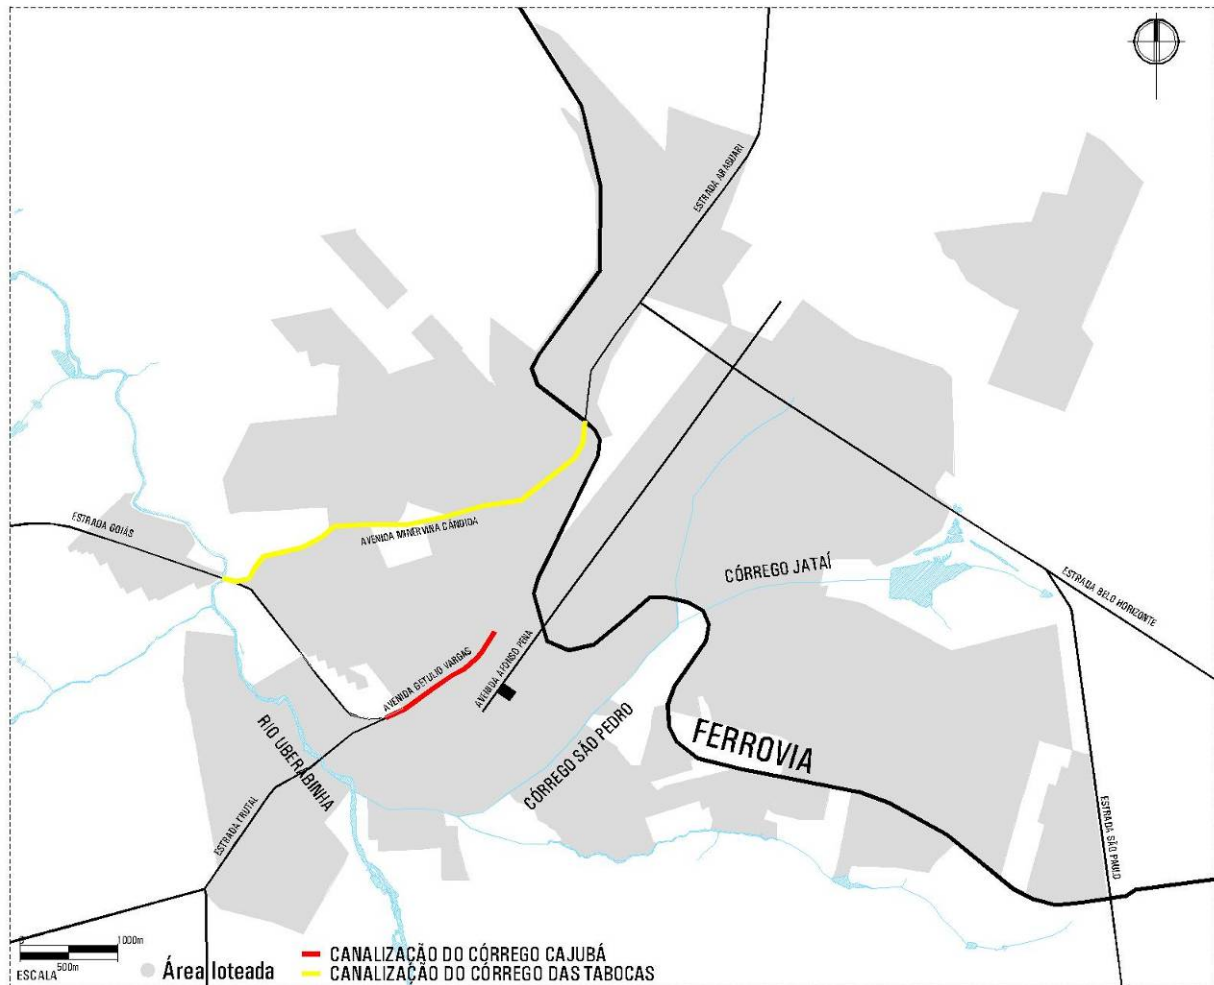 ESTRADA ARAGUARI
ESTRADA GOIÁS
AVENIDA MINERVINA CÂNDIDA
CÓRREGO JATAÍ
ESTRADA BELO HORIZONTE
AVENIDA GETULIO VARGAS
AVENIDA AFONSO PENA
RIO UBERABINHA
CÓRREGO SÃO PEDRO
FERROVIA
ESTRADA FRUTAL
ESTRADA SÃO PAULO
0 1000m
500m
ESCALA
Área loteada
CANALIZAÇÃO DO CÓRREGO CAJUBÁ
CANALIZAÇÃO DO CÓRREGO DAS TABOCAS